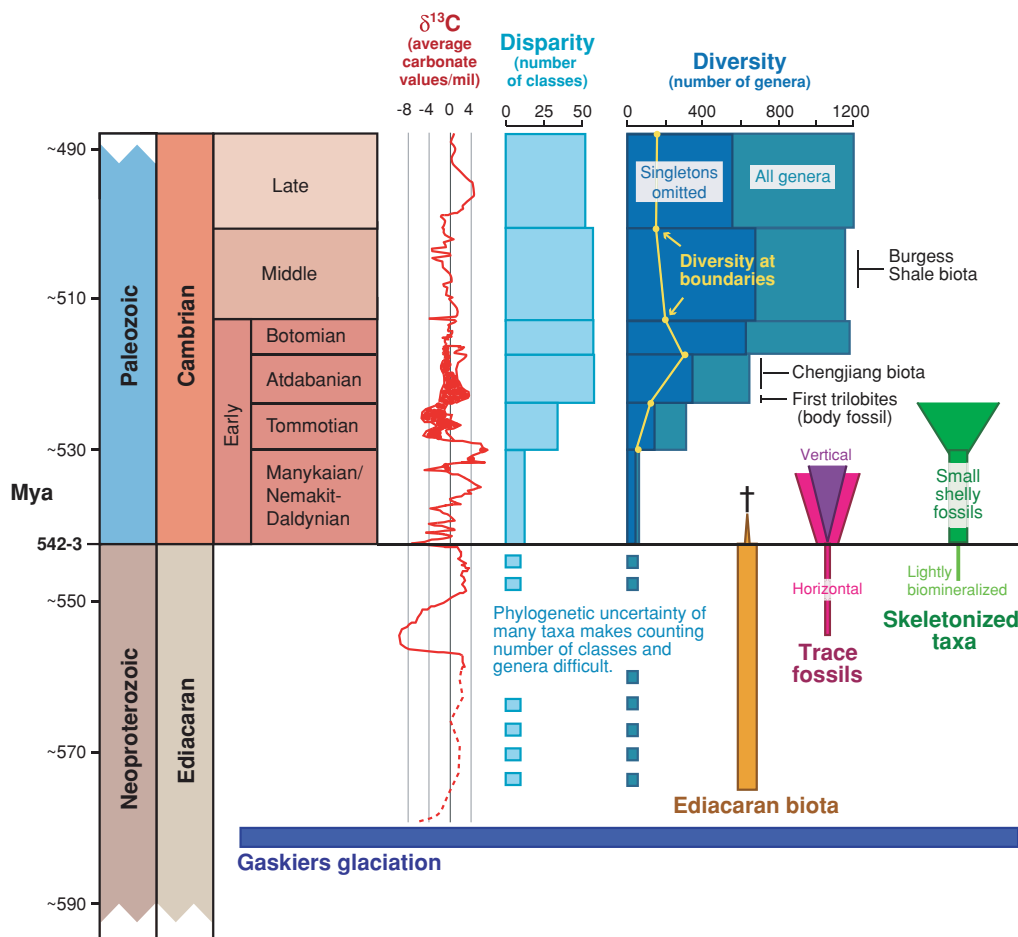 δ13C
(average
carbonate
values/mil)
-8 -4 0 4
Disparity
(number
of classes)
0 25 50
Diversity
(number of genera)
0 400 800 1200
~490
~510
~530
Mya
542-3
~550
~570
~590
Paleozoic
Neoproterozoic
Cambrian
Ediacaran
Late
Middle
Early
Botomian
Atdabanian
Tommotian
Manykaian/
Nemakit-
Daldynian
Singletons
omitted
All genera
Diversity at
boundaries
Burgess
Shale biota
Chengjiang biota
First trilobites
(body fossil)
Vertical
Horizontal
Trace
fossils
Small
shelly
fossils
Lightly
biomineralized
Skeletonized
taxa
Phylogenetic uncertainty of
many taxa makes counting
number of classes and
genera difficult.
Ediacaran biota
Gaskiers glaciation